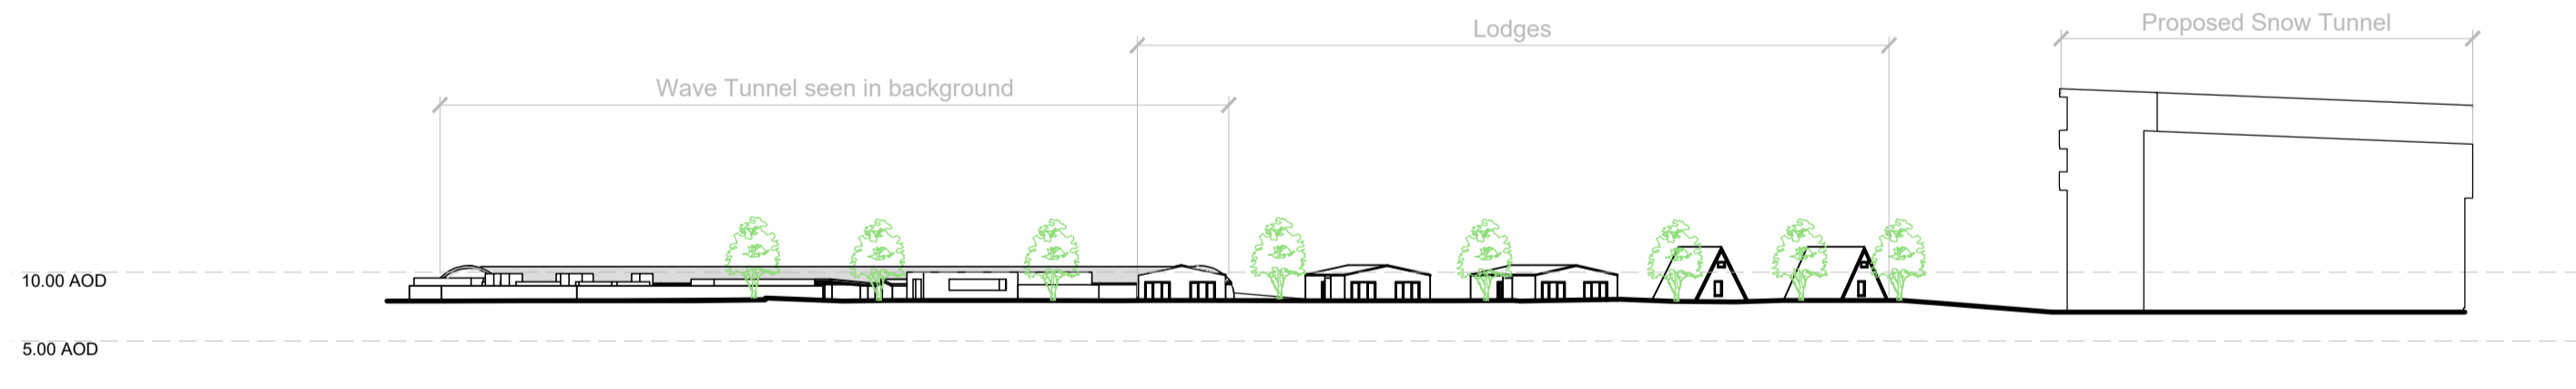 Proposed Snow Tunnel
Lodges
Wave Tunnel seen in background
10.00 AOD
5.00 AOD